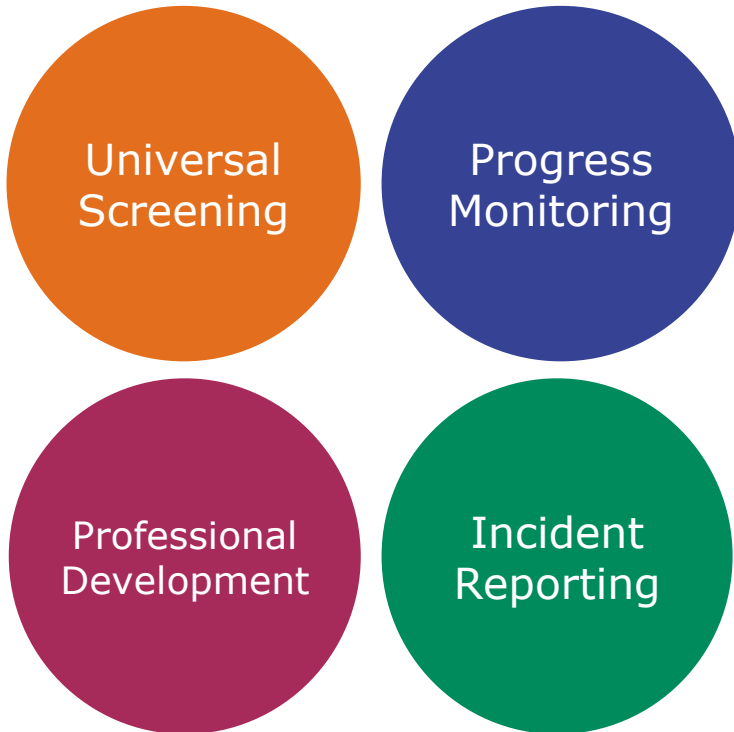 Universal
Screening
Progress
Monitoring
Professional
Development
Incident
Reporting